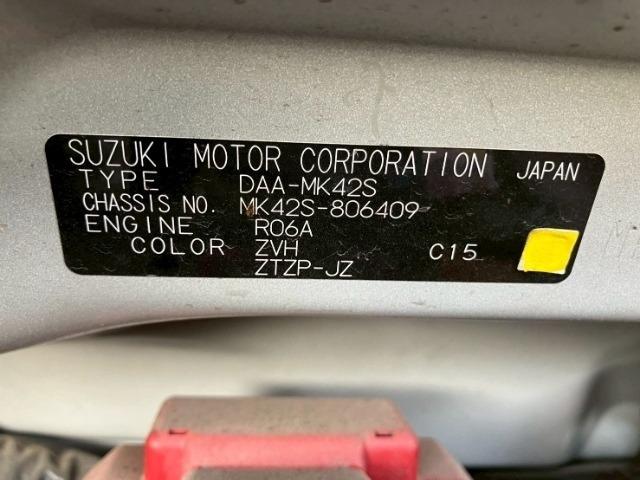 SUZUKI MOTOR CORPORATION JAPAN
TYPE DAA-MK42S
CHASSIS NO. MK42S-806409
ENGINE R06A
COLOR ZVH C15
ZTZP-JZ